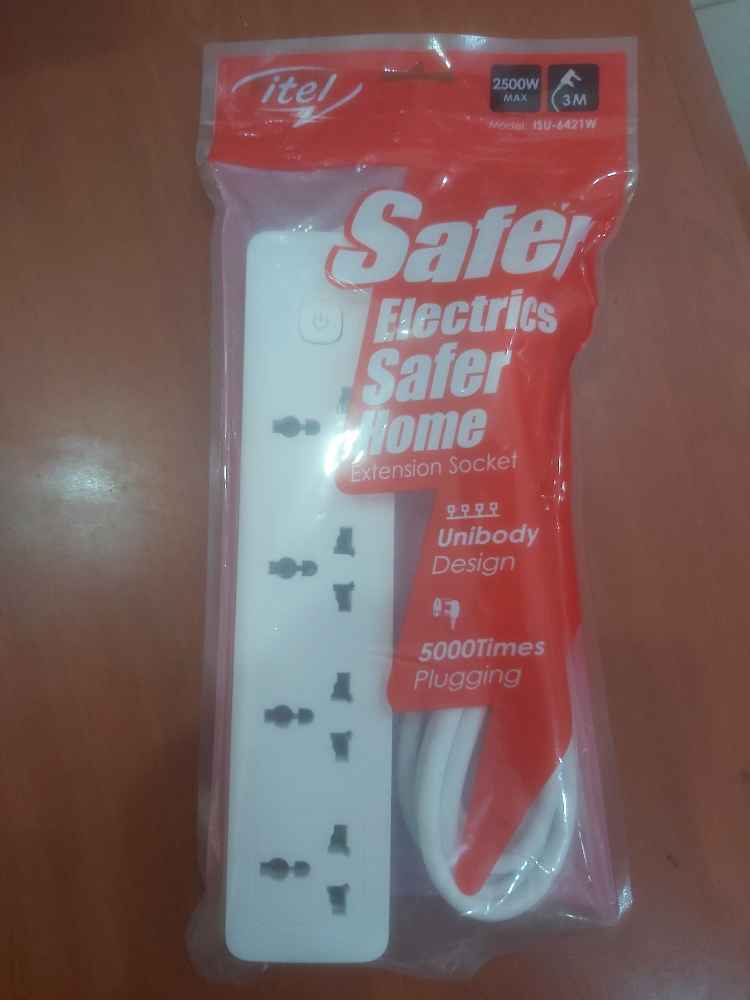 itel
2500W
MAX
3M
Model: ISU-6421W
Safer
Electrics
Safer
Home
Extension Socket
Unibody
Design
5000Times
Plugging